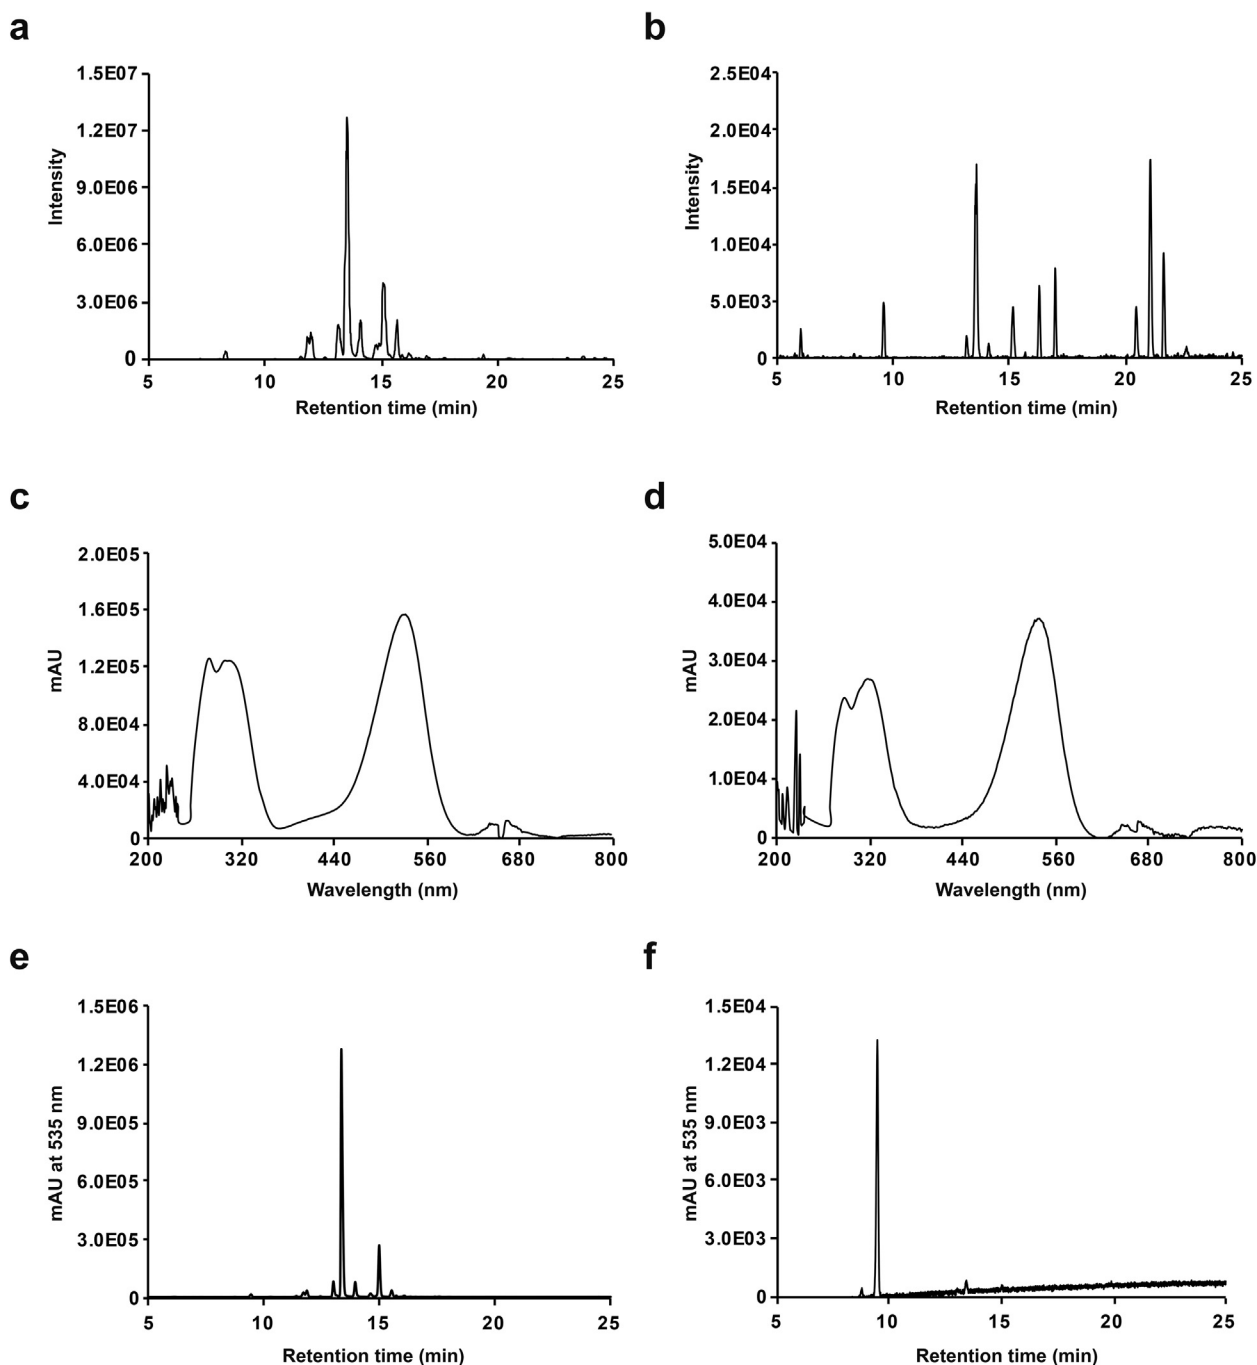 a
1.5E07
1.2E07
9.0E06
6.0E06
3.0E06
0
Intensity
5 10 15 20 25
Retention time (min)
b
2.5E04
2.0E04
1.5E04
1.0E04
5.0E03
0
Intensity
5 10 15 20 25
Retention time (min)
c
2.0E05
1.6E05
1.2E05
8.0E04
4.0E04
0
mAU
200 320 440 560 680 800
Wavelength (nm)
d
5.0E04
4.0E04
3.0E04
2.0E04
1.0E04
0
mAU
200 320 440 560 680 800
Wavelength (nm)
e
1.5E06
1.2E06
9.0E05
6.0E05
3.0E05
0
mAU at 535 nm
5 10 15 20 25
Retention time (min)
f
1.5E04
1.2E04
9.0E03
6.0E03
3.0E03
0
mAU at 535 nm
5 10 15 20 25
Retention time (min)